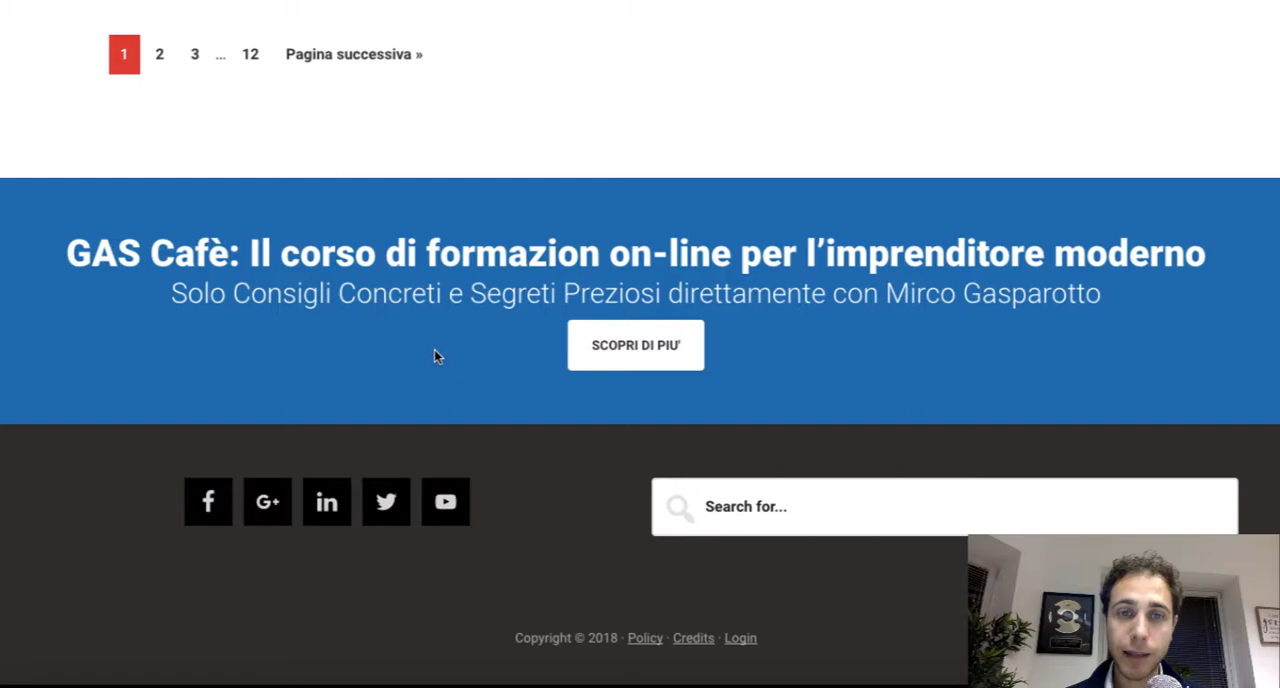 1 2 3 ... 12 Pagina successiva »
GAS Cafè: Il corso di formazion on-line per l’imprenditore moderno
Solo Consigli Concreti e Segreti Preziosi direttamente con Mirco Gasparotto
SCOPRI DI PIU'
f G+ in
Search for...
Copyright © 2018 · Policy · Credits · Login